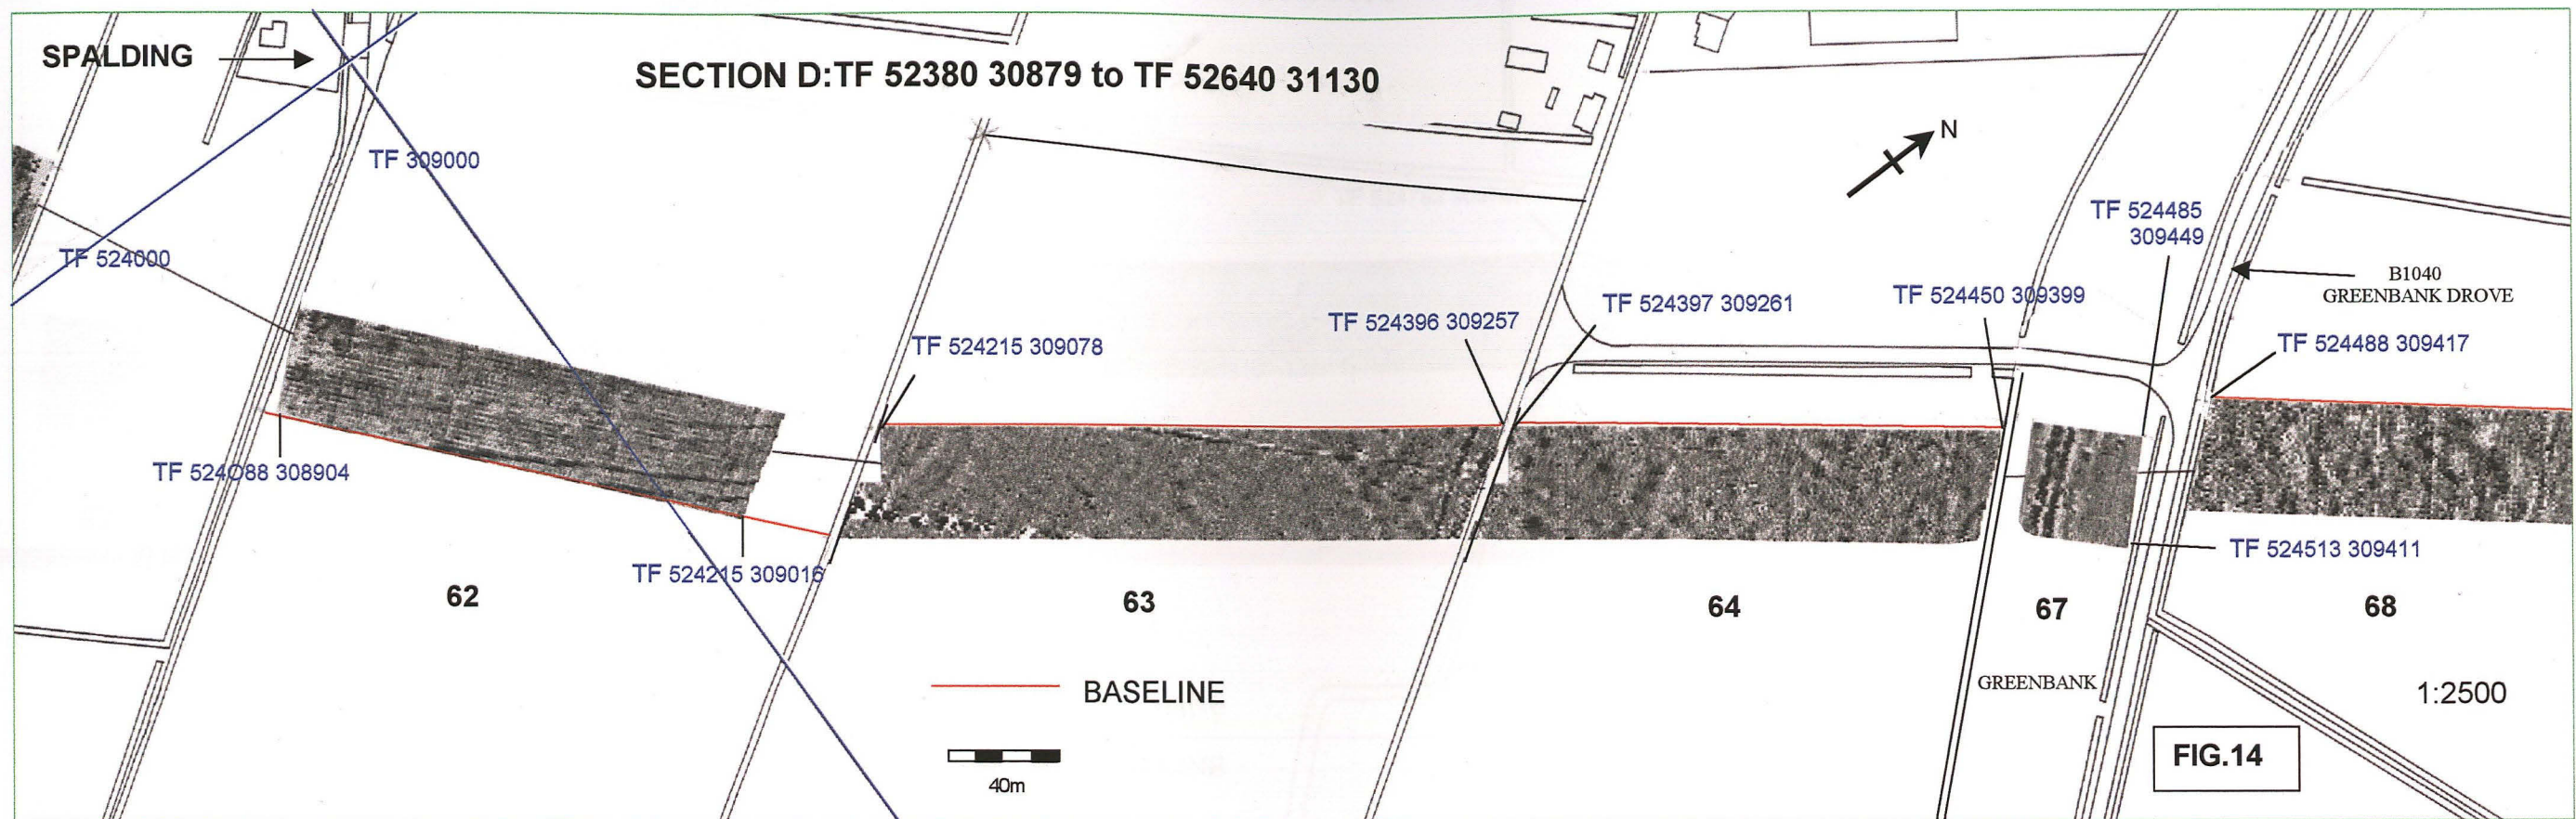 SPALDING
SECTION D:TF 52380 30879 to TF 52640 31130
N
TF 309000
TF 524000
TF 524485
309449
B1040
GREENBANK DROVE
TF 524396 309257
TF 524397 309261
TF 524450 309399
TF 524215 309078
TF 524488 309417
TF 524O88 308904
TF 524215 309016
TF 524513 309411
62
63
64
67
68
GREENBANK
BASELINE
1:2500
40m
FIG.14